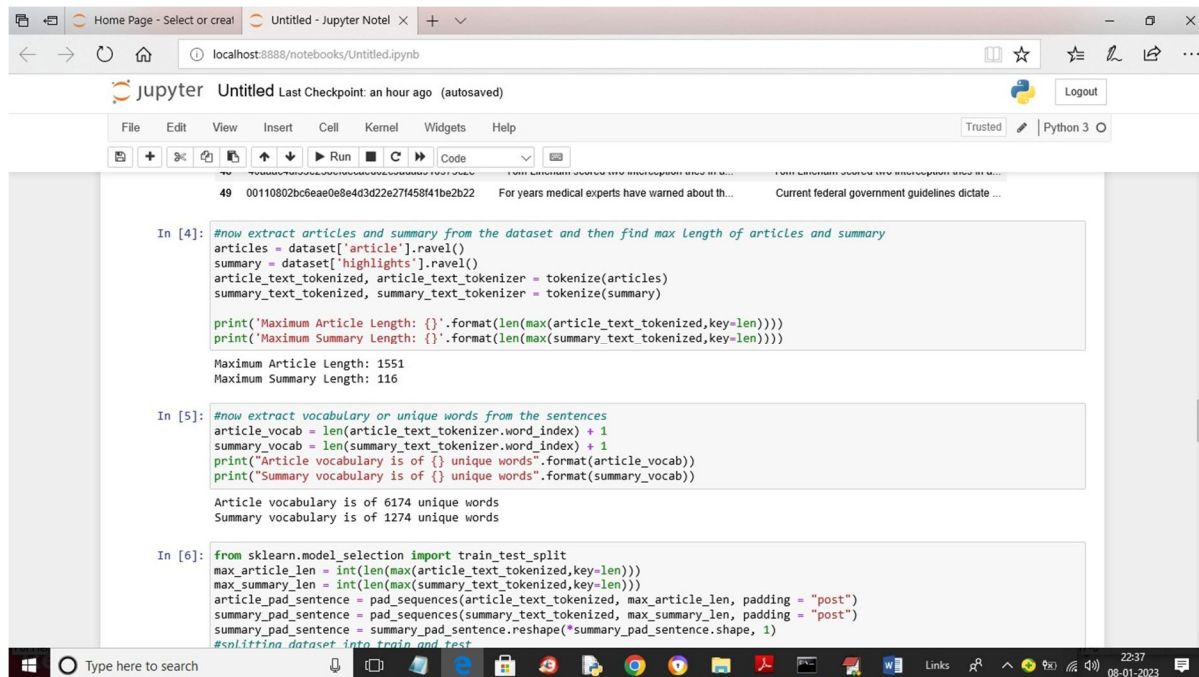 Home Page - Select or creat
Untitled - Jupyter Notel
localhost:8888/notebooks/Untitled.ipynb
jupyter Untitled Last Checkpoint: an hour ago (autosaved)
Logout
File Edit View Insert Cell Kernel Widgets Help
Trusted Python 3
Run Code
49 00110802bc6eae0e8e4d3d22e27f458f41be2b22 For years medical experts have warned about th... Current federal government guidelines dictate ...
In [4]: #now extract articles and summary from the dataset and then find max length of articles and summary
articles = dataset['article'].ravel()
summary = dataset['highlights'].ravel()
article_text_tokenized, article_text_tokenizer = tokenize(articles)
summary_text_tokenized, summary_text_tokenizer = tokenize(summary)
print('Maximum Article Length: {}'.format(len(max(article_text_tokenized,key=len))))
print('Maximum Summary Length: {}'.format(len(max(summary_text_tokenized,key=len))))
Maximum Article Length: 1551
Maximum Summary Length: 116
In [5]: #now extract vocabulary or unique words from the sentences
article_vocab = len(article_text_tokenizer.word_index) + 1
summary_vocab = len(summary_text_tokenizer.word_index) + 1
print("Article vocabulary is of {} unique words".format(article_vocab))
print("Summary vocabulary is of {} unique words".format(summary_vocab))
Article vocabulary is of 6174 unique words
Summary vocabulary is of 1274 unique words
In [6]: from sklearn.model_selection import train_test_split
max_article_len = int(len(max(article_text_tokenized,key=len)))
max_summary_len = int(len(max(summary_text_tokenized,key=len)))
article_pad_sentence = pad_sequences(article_text_tokenized, max_article_len, padding = "post")
summary_pad_sentence = pad_sequences(summary_text_tokenized, max_summary_len, padding = "post")
summary_pad_sentence = summary_pad_sentence.reshape(*summary_pad_sentence.shape, 1)
#splitting dataset into train and test
Type here to search
Links
22:37
08-01-2023